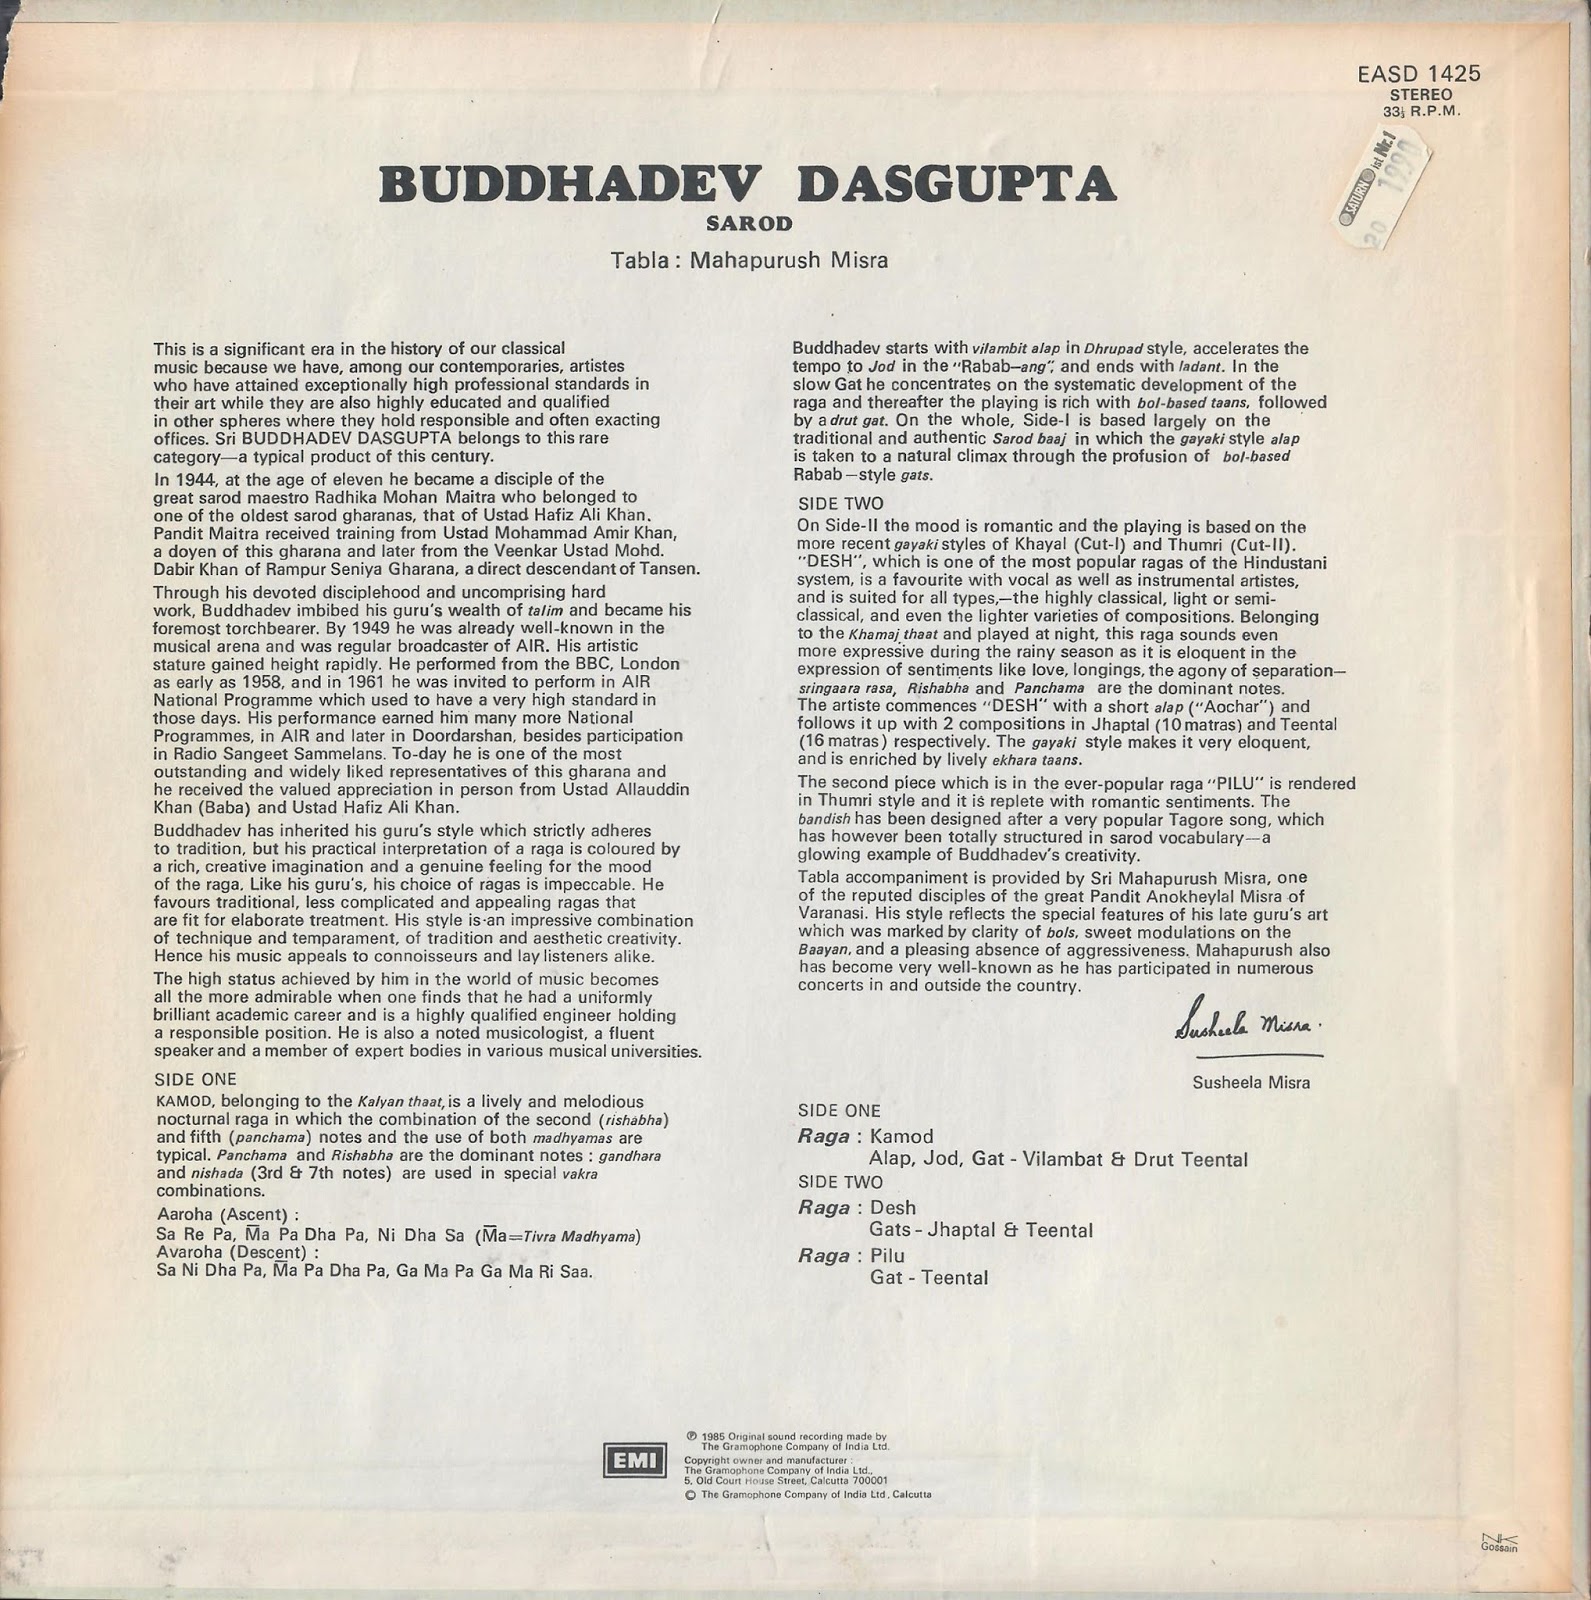 EASD 1425
STEREO
33⅓ R.P.M.
SATURN ist Nr.1
20 1990
BUDDHADEV DASGUPTA
SAROD
Tabla : Mahapurush Misra
This is a significant era in the history of our classical
music because we have, among our contemporaries, artistes
who have attained exceptionally high professional standards in
their art while they are also highly educated and qualified
in other spheres where they hold responsible and often exacting
offices. Sri BUDDHADEV DASGUPTA belongs to this rare
category—a typical product of this century.
In 1944, at the age of eleven he became a disciple of the
great sarod maestro Radhika Mohan Maitra who belonged to
one of the oldest sarod gharanas, that of Ustad Hafiz Ali Khan.
Pandit Maitra received training from Ustad Mohammad Amir Khan,
a doyen of this gharana and later from the Veenkar Ustad Mohd.
Dabir Khan of Rampur Seniya Gharana, a direct descendant of Tansen.
Through his devoted disciplehood and uncomprising hard
work, Buddhadev imbibed his guru's wealth of talim and became his
foremost torchbearer. By 1949 he was already well-known in the
musical arena and was regular broadcaster of AIR. His artistic
stature gained height rapidly. He performed from the BBC, London
as early as 1958, and in 1961 he was invited to perform in AIR
National Programme which used to have a very high standard in
those days. His performance earned him many more National
Programmes, in AIR and later in Doordarshan, besides participation
in Radio Sangeet Sammelans. To-day he is one of the most
outstanding and widely liked representatives of this gharana and
he received the valued appreciation in person from Ustad Allauddin
Khan (Baba) and Ustad Hafiz Ali Khan.
Buddhadev has inherited his guru's style which strictly adheres
to tradition, but his practical interpretation of a raga is coloured by
a rich, creative imagination and a genuine feeling for the mood
of the raga. Like his guru's, his choice of ragas is impeccable. He
favours traditional, less complicated and appealing ragas that
are fit for elaborate treatment. His style is an impressive combination
of technique and temparament, of tradition and aesthetic creativity.
Hence his music appeals to connoisseurs and lay listeners alike.
The high status achieved by him in the world of music becomes
all the more admirable when one finds that he had a uniformly
brilliant academic career and is a highly qualified engineer holding
a responsible position. He is also a noted musicologist, a fluent
speaker and a member of expert bodies in various musical universities.
SIDE ONE
KAMOD, belonging to the Kalyan thaat, is a lively and melodious
nocturnal raga in which the combination of the second (rishabha)
and fifth (panchama) notes and the use of both madhyamas are
typical. Panchama and Rishabha are the dominant notes : gandhara
and nishada (3rd & 7th notes) are used in special vakra
combinations.
Aaroha (Ascent) :
Sa Re Pa, M̅a Pa Dha Pa, Ni Dha Sa (M̅a=Tivra Madhyama)
Avaroha (Descent) :
Sa Ni Dha Pa, M̅a Pa Dha Pa, Ga Ma Pa Ga Ma Ri Saa.
Buddhadev starts with vilambit alap in Dhrupad style, accelerates the
tempo to Jod in the "Rabab—ang", and ends with ladant. In the
slow Gat he concentrates on the systematic development of the
raga and thereafter the playing is rich with bol-based taans, followed
by a drut gat. On the whole, Side-I is based largely on the
traditional and authentic Sarod baaj in which the gayaki style alap
is taken to a natural climax through the profusion of bol-based
Rabab—style gats.
SIDE TWO
On Side-II the mood is romantic and the playing is based on the
more recent gayaki styles of Khayal (Cut-I) and Thumri (Cut-II).
"DESH", which is one of the most popular ragas of the Hindustani
system, is a favourite with vocal as well as instrumental artistes,
and is suited for all types,—the highly classical, light or semi-
classical, and even the lighter varieties of compositions. Belonging
to the Khamaj thaat and played at night, this raga sounds even
more expressive during the rainy season as it is eloquent in the
expression of sentiments like love, longings, the agony of separation—
sringaara rasa, Rishabha and Panchama are the dominant notes.
The artiste commences "DESH" with a short alap ("Aochar") and
follows it up with 2 compositions in Jhaptal (10 matras) and Teental
(16 matras) respectively. The gayaki style makes it very eloquent,
and is enriched by lively ekhara taans.
The second piece which is in the ever-popular raga "PILU" is rendered
in Thumri style and it is replete with romantic sentiments. The
bandish has been designed after a very popular Tagore song, which
has however been totally structured in sarod vocabulary—a
glowing example of Buddhadev's creativity.
Tabla accompaniment is provided by Sri Mahapurush Misra, one
of the reputed disciples of the great Pandit Anokheylal Misra of
Varanasi. His style reflects the special features of his late guru's art
which was marked by clarity of bols, sweet modulations on the
Baayan, and a pleasing absence of aggressiveness. Mahapurush also
has become very well-known as he has participated in numerous
concerts in and outside the country.
Susheela Misra.
Susheela Misra
SIDE ONE
Raga : Kamod
Alap, Jod, Gat - Vilambat & Drut Teental
SIDE TWO
Raga : Desh
Gats - Jhaptal & Teental
Raga : Pilu
Gat - Teental
EMI
℗ 1985 Original sound recording made by
The Gramophone Company of India Ltd.
Copyright owner and manufacturer :
The Gramophone Company of India Ltd.,
5, Old Court House Street, Calcutta 700001
© The Gramophone Company of India Ltd., Calcutta
NK
Gossain